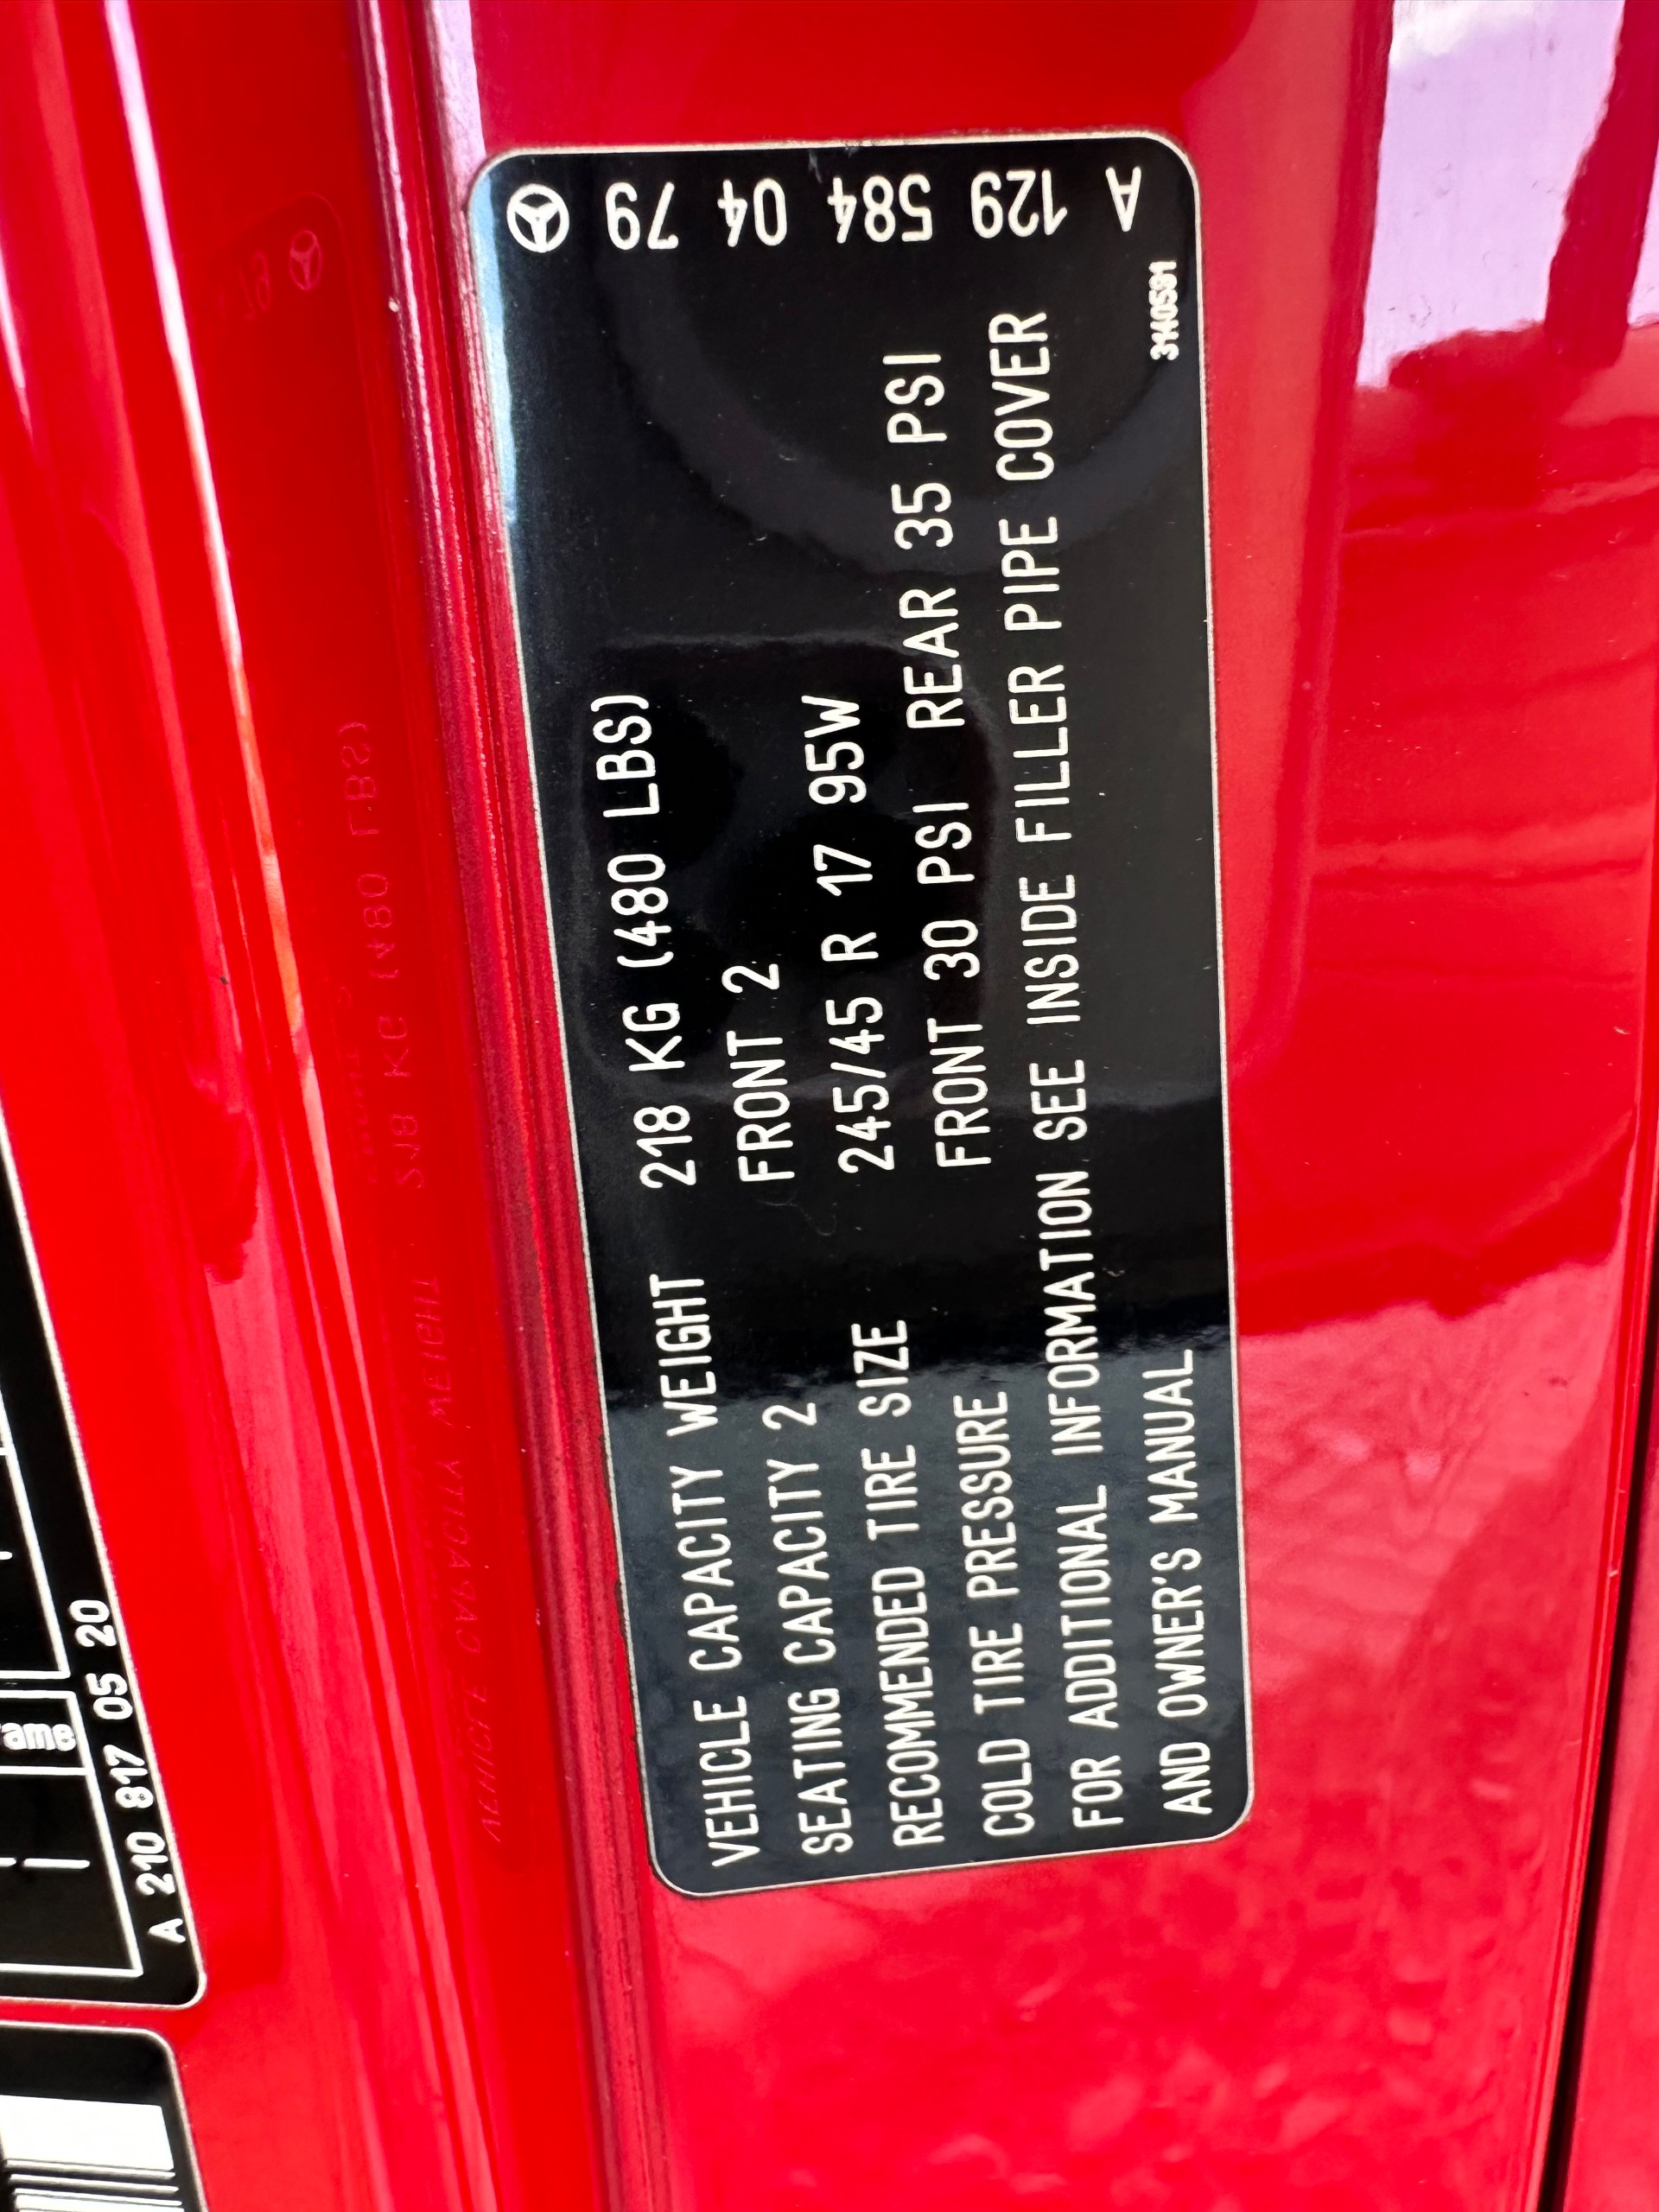 VEHICLE CAPACITY WEIGHT 218 KG (480 LBS)
SEATING CAPACITY 2 FRONT 2
RECOMMENDED TIRE SIZE 245/45 R 17 95W
COLD TIRE PRESSURE FRONT 30 PSI REAR 35 PSI
FOR ADDITIONAL INFORMATION SEE INSIDE FILLER PIPE COVER
AND OWNER'S MANUAL
A 129 584 04 79
3140581
ame
A 210 817 05 20